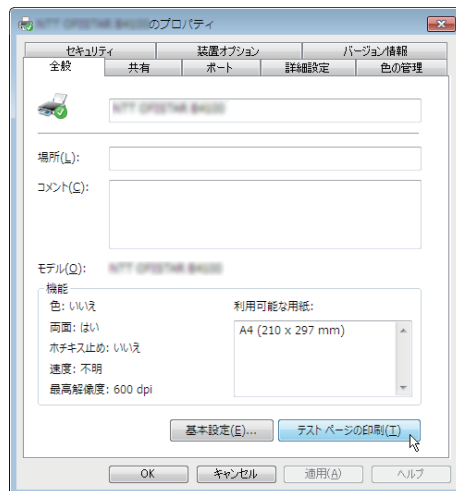 のプロパティ
セキュリティ 装置オプション バージョン情報
全般 共有 ポート 詳細設定 色の管理
場所(L):
コメント(C):
モデル(O):
機能
色: いいえ 利用可能な用紙:
両面: はい A4 (210 x 297 mm)
ホチキス止め: いいえ
速度: 不明
最高解像度: 600 dpi
基本設定(E)... テスト ページの印刷(T)
OK キャンセル 適用(A) ヘルプ